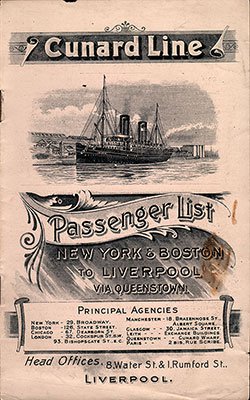 Cunard Line
Passenger List
NEW YORK & BOSTON
TO LIVERPOOL
VIA QUEENSTOWN.
PRINCIPAL AGENCIES
NEW YORK - 29, BROADWAY.
BOSTON - 126, STATE STREET.
CHICAGO - 67, DEARBORN ST.
LONDON - 32, COCKSPUR ST. S.W.
93, BISHOPSGATE ST. E.C.
MANCHESTER - 18, BRAZENNOSE ST.,
ALBERT SQUARE.
GLASGOW - 30, JAMAICA STREET.
LEITH - EXCHANGE BUILDINGS.
QUEENSTOWN - CUNARD WHARF.
PARIS - 2 BIS, RUE SCRIBE.
Head Offices, 8, Water St. & 1, Rumford St.,
LIVERPOOL.